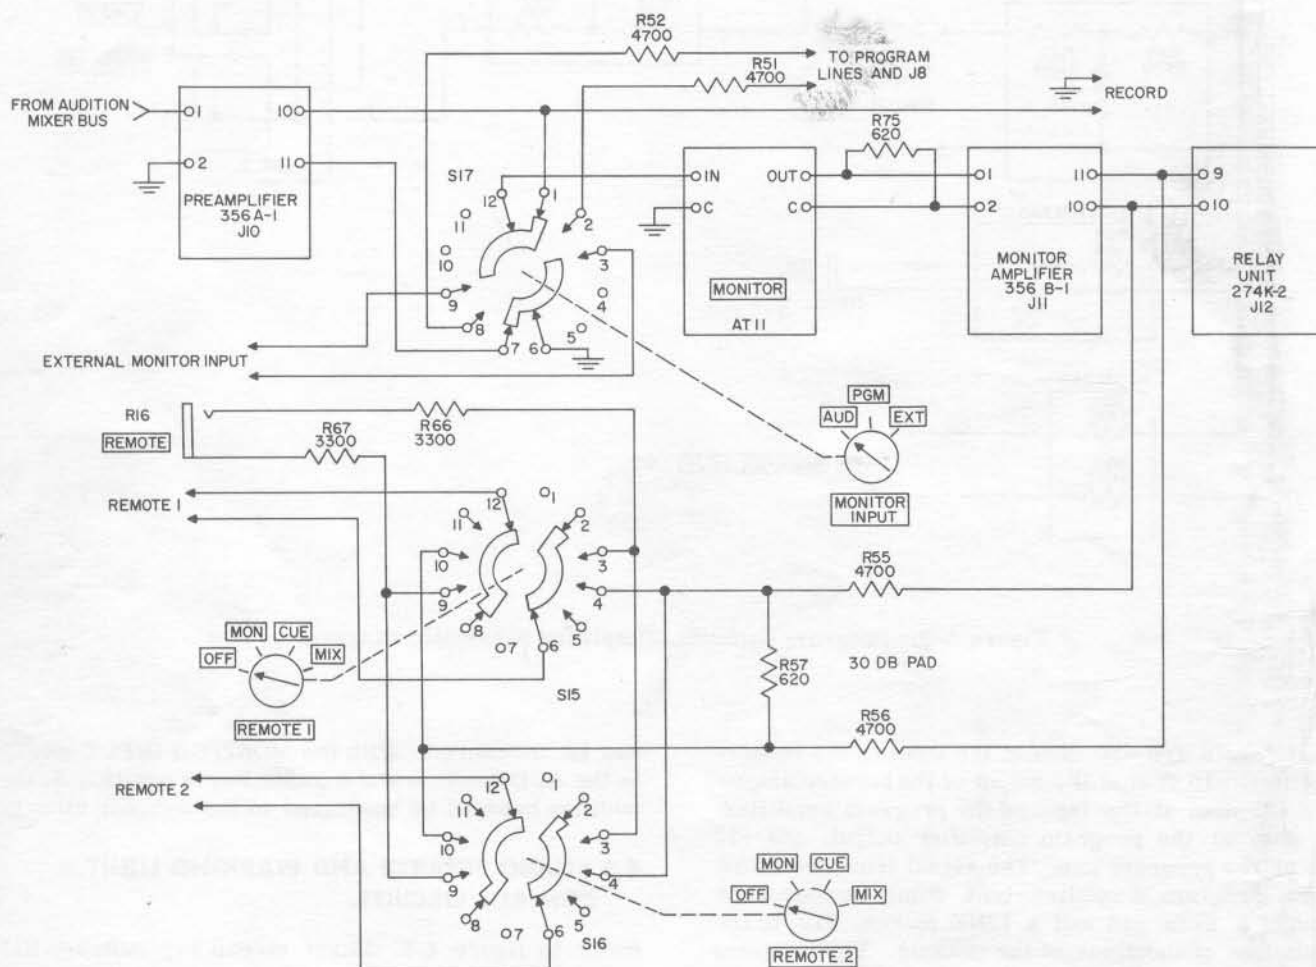 R52
4700
R51
4700
TO PROGRAM
LINES AND J8
FROM AUDITION
MIXER BUS
1
10
2
11
PREAMPLIFIER
356A-1
J10
RECORD
R75
620
S17
12
1
11
2
10
3
9
4
8
7
6
5
IN
OUT
C
C
MONITOR
AT11
1
11
2
10
MONITOR
AMPLIFIER
356 B-1
J11
9
10
RELAY
UNIT
274K-2
J12
EXTERNAL MONITOR INPUT
R16
REMOTE
R67
3300
R66
3300
AUD
PGM
EXT
MONITOR
INPUT
REMOTE 1
12
1
11
2
10
3
9
4
8
5
7
6
S15
R55
4700
R57
620
30 DB PAD
R56
4700
OFF
MON
CUE
MIX
REMOTE 1
REMOTE 2
12
1
11
2
10
3
9
4
8
5
7
6
S16
OFF
MON
CUE
MIX
REMOTE 2